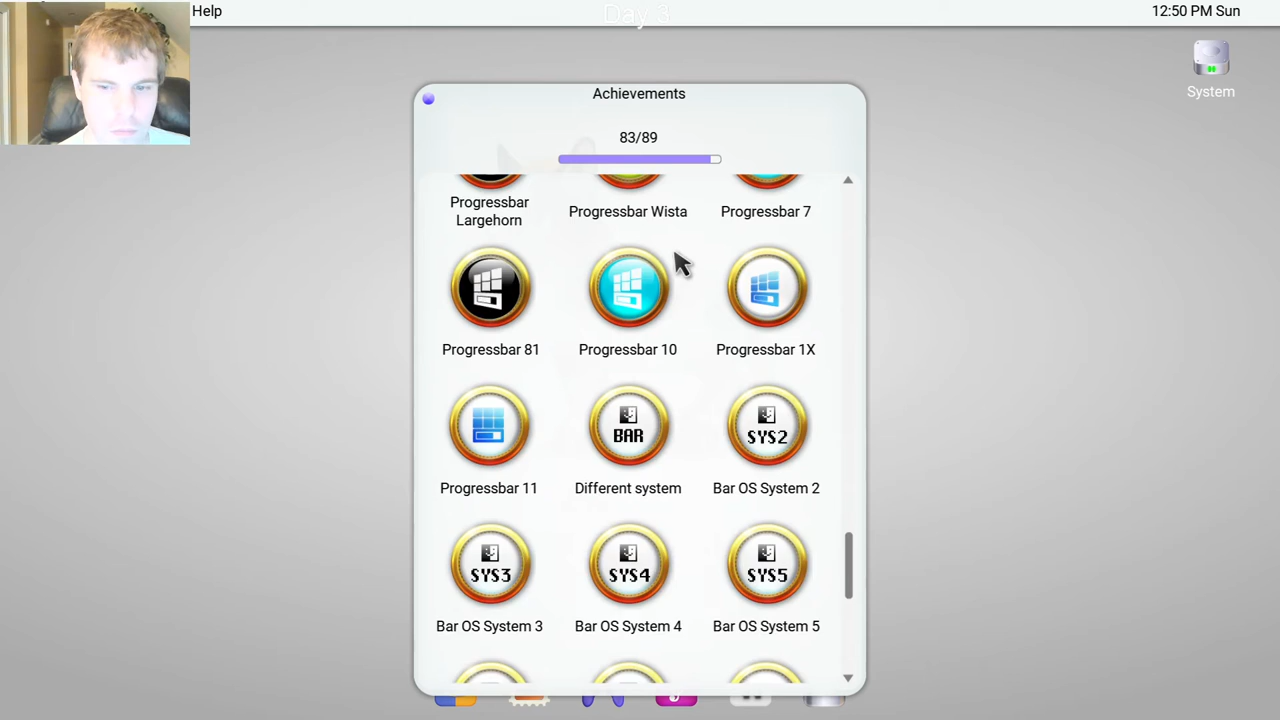 Help
Day 3
12:50 PM Sun
System
Achievements
83/89
Progressbar
Largehorn
Progressbar Wista
Progressbar 7
Progressbar 81
Progressbar 10
Progressbar 1X
BAR
SYS2
Progressbar 11
Different system
Bar OS System 2
SYS3
SYS4
SYS5
Bar OS System 3
Bar OS System 4
Bar OS System 5